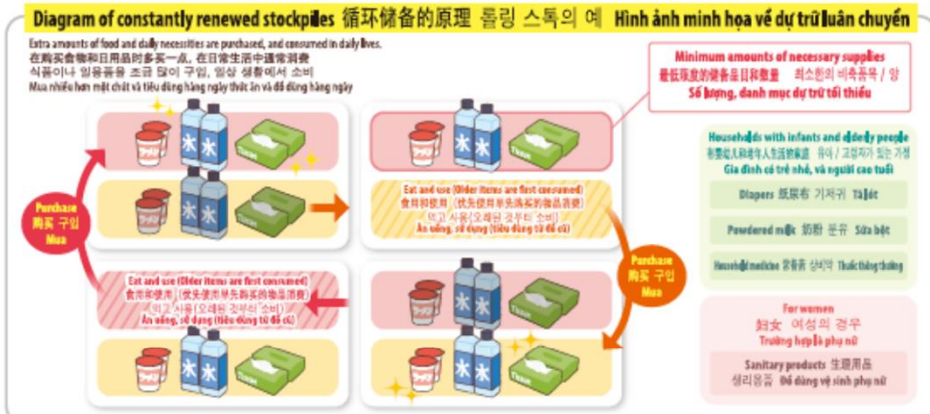 Diagram of constantly renewed stockpiles 循环储备的原理 롤링 스톡의 예 Hình ảnh minh họa về dự trữ luân chuyển
Extra amounts of food and daily necessities are purchased, and consumed in daily lives.
在购买食物和日用品时多买一点，在日常生活中通常消费
식품이나 일용품을 조금 많이 구입, 일상 생활에서 소비
Mua nhiều hơn một chút và tiêu dùng hàng ngày thức ăn và đồ dùng hàng ngày
Minimum amounts of necessary supplies
最低限度的储备品目和数量 최소한의 비축품목 / 양
Số lượng, danh mục dự trữ tối thiểu
水 水
水 水
水 水
Purchase
购买 구입
Mua
Eat and use (Older items are first consumed)
食用和使用（优先使用早先购买的物品消费）
먹고 사용(오래된 것부터 소비)
Ăn uống, sử dụng (tiêu dùng từ đồ cũ)
Purchase
购买 구입
Mua
Eat and use (Older items are first consumed)
食用和使用（优先使用早先购买的物品消费）
먹고 사용(오래된 것부터 소비)
Ăn uống, sử dụng (tiêu dùng từ đồ cũ)
水 水
水 水
水 水
Households with infants and elderly people
有婴幼儿和老年人生活的家庭 유아 / 고령자가 있는 가정
Gia đình có trẻ nhỏ, và người cao tuổi
Diapers 纸尿布 기저귀 Tã lót
Powdered milk 奶粉 분유 Sữa bột
Household medicine 상비약 Thuốc thông thường
For women
妇女 여성의 경우
Trường hợp là phụ nữ
Sanitary products 生理用品
생리용품 Đồ dùng vệ sinh phụ nữ